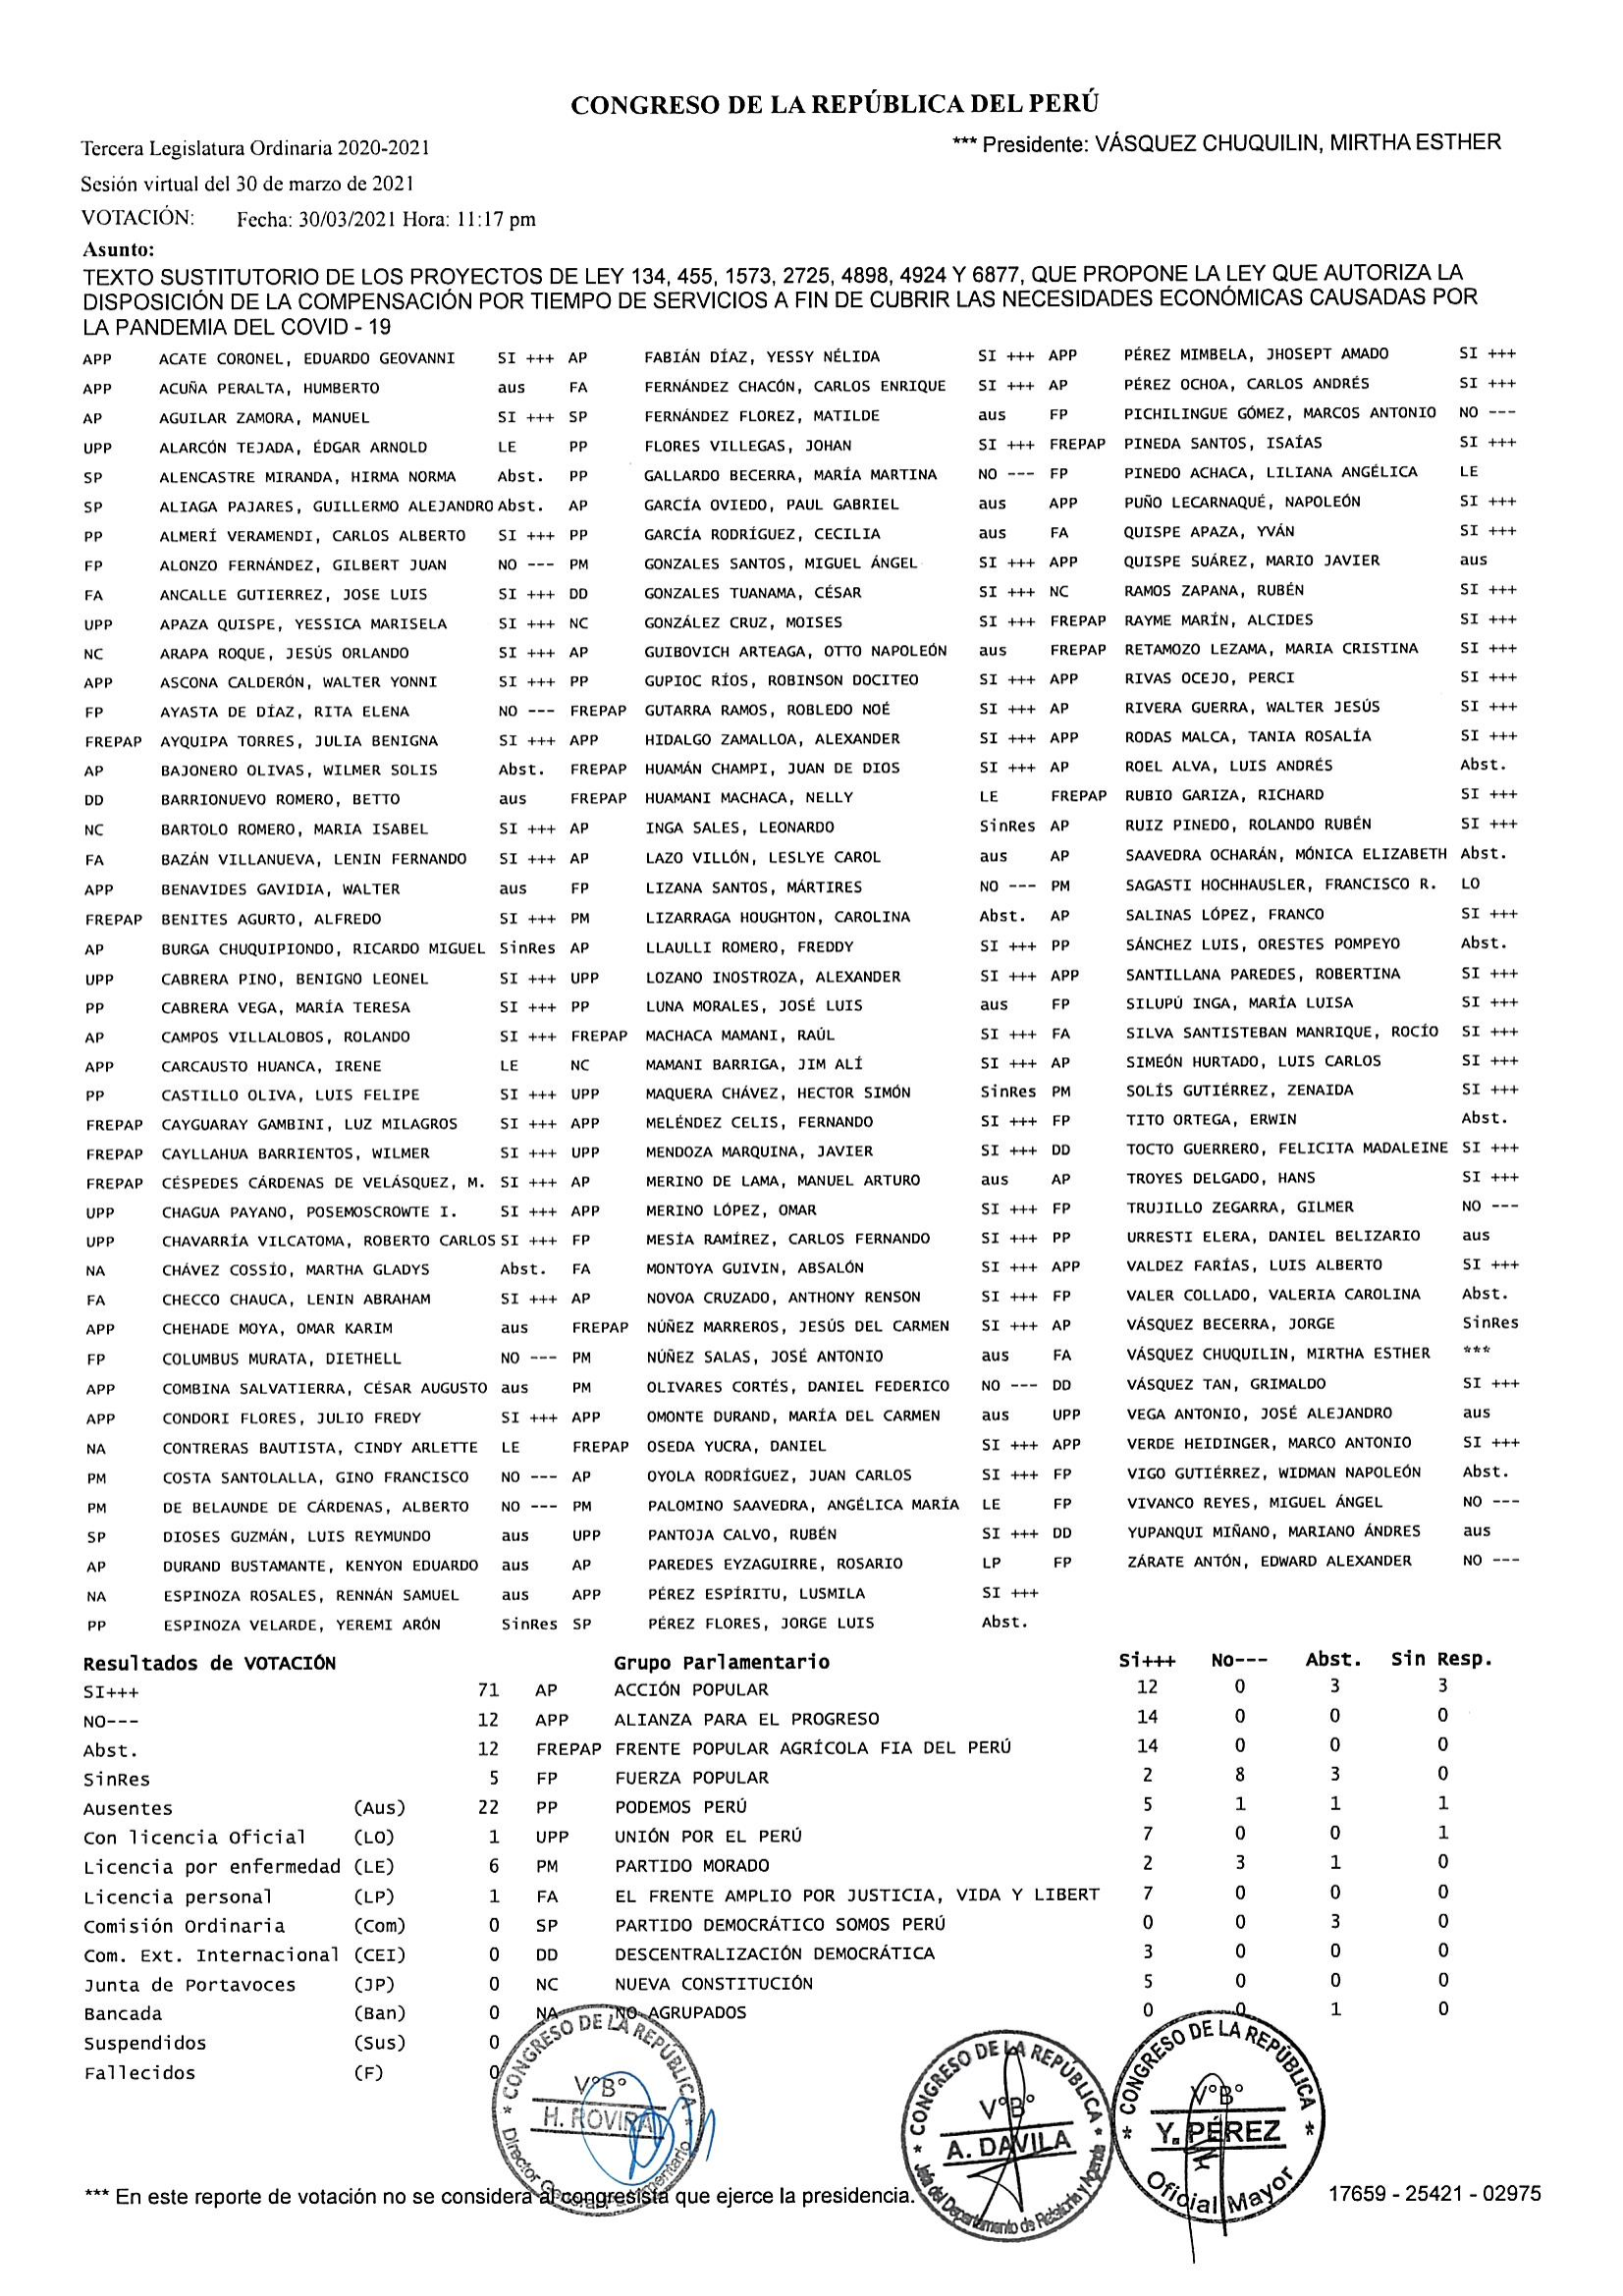 CONGRESO DE LA REPÚBLICA DEL PERÚ
Tercera Legislatura Ordinaria 2020-2021 *** Presidente: VÁSQUEZ CHUQUILIN, MIRTHA ESTHER
Sesión virtual del 30 de marzo de 2021
VOTACIÓN: Fecha: 30/03/2021 Hora: 11:17 pm
Asunto:
TEXTO SUSTITUTORIO DE LOS PROYECTOS DE LEY 134, 455, 1573, 2725, 4898, 4924 Y 6877, QUE PROPONE LA LEY QUE AUTORIZA LA
DISPOSICIÓN DE LA COMPENSACIÓN POR TIEMPO DE SERVICIOS A FIN DE CUBRIR LAS NECESIDADES ECONÓMICAS CAUSADAS POR
LA PANDEMIA DEL COVID - 19
APP ACATE CORONEL, EDUARDO GEOVANNI SI +++ AP FABIÁN DÍAZ, YESSY NÉLIDA SI +++ APP PÉREZ MIMBELA, JHOSEPT AMADO SI +++
APP ACUÑA PERALTA, HUMBERTO aus FA FERNÁNDEZ CHACÓN, CARLOS ENRIQUE SI +++ AP PÉREZ OCHOA, CARLOS ANDRÉS SI +++
AP AGUILAR ZAMORA, MANUEL SI +++ SP FERNÁNDEZ FLOREZ, MATILDE aus FP PICHILINGUE GÓMEZ, MARCOS ANTONIO NO ---
UPP ALARCÓN TEJADA, ÉDGAR ARNOLD LE PP FLORES VILLEGAS, JOHAN SI +++ FREPAP PINEDA SANTOS, ISAÍAS SI +++
SP ALENCASTRE MIRANDA, HIRMA NORMA Abst. PP GALLARDO BECERRA, MARÍA MARTINA NO --- FP PINEDO ACHACA, LILIANA ANGÉLICA LE
SP ALIAGA PAJARES, GUILLERMO ALEJANDRO Abst. AP GARCÍA OVIEDO, PAUL GABRIEL aus APP PUÑO LECARNAQUÉ, NAPOLEÓN SI +++
PP ALMERÍ VERAMENDI, CARLOS ALBERTO SI +++ PP GARCÍA RODRÍGUEZ, CECILIA aus FA QUISPE APAZA, YVÁN SI +++
FP ALONZO FERNÁNDEZ, GILBERT JUAN NO --- PM GONZALES SANTOS, MIGUEL ÁNGEL SI +++ APP QUISPE SUÁREZ, MARIO JAVIER aus
FA ANCALLE GUTIERREZ, JOSE LUIS SI +++ DD GONZALES TUANAMA, CÉSAR SI +++ NC RAMOS ZAPANA, RUBÉN SI +++
UPP APAZA QUISPE, YESSICA MARISELA SI +++ NC GONZÁLEZ CRUZ, MOISES SI +++ FREPAP RAYME MARÍN, ALCIDES SI +++
NC ARAPA ROQUE, JESÚS ORLANDO SI +++ AP GUIBOVICH ARTEAGA, OTTO NAPOLEÓN aus FREPAP RETAMOZO LEZAMA, MARIA CRISTINA SI +++
APP ASCONA CALDERÓN, WALTER YONNI SI +++ PP GUPIOC RÍOS, ROBINSON DOCITEO SI +++ APP RIVAS OCEJO, PERCI SI +++
FP AYASTA DE DÍAZ, RITA ELENA NO --- FREPAP GUTARRA RAMOS, ROBLEDO NOÉ SI +++ AP RIVERA GUERRA, WALTER JESÚS SI +++
FREPAP AYQUIPA TORRES, JULIA BENIGNA SI +++ APP HIDALGO ZAMALLOA, ALEXANDER SI +++ APP RODAS MALCA, TANIA ROSALÍA SI +++
AP BAJONERO OLIVAS, WILMER SOLIS Abst. FREPAP HUAMÁN CHAMPI, JUAN DE DIOS SI +++ AP ROEL ALVA, LUIS ANDRÉS Abst.
DD BARRIONUEVO ROMERO, BETTO aus FREPAP HUAMANI MACHACA, NELLY LE FREPAP RUBIO GARIZA, RICHARD SI +++
NC BARTOLO ROMERO, MARIA ISABEL SI +++ AP INGA SALES, LEONARDO SinRes AP RUIZ PINEDO, ROLANDO RUBÉN SI +++
FA BAZÁN VILLANUEVA, LENIN FERNANDO SI +++ AP LAZO VILLÓN, LESLYE CAROL aus AP SAAVEDRA OCHARÁN, MÓNICA ELIZABETH Abst.
APP BENAVIDES GAVIDIA, WALTER aus FP LIZANA SANTOS, MÁRTIRES NO --- PM SAGASTI HOCHHAUSLER, FRANCISCO R. LO
FREPAP BENITES AGURTO, ALFREDO SI +++ PM LIZARRAGA HOUGHTON, CAROLINA Abst. AP SALINAS LÓPEZ, FRANCO SI +++
AP BURGA CHUQUIPIONDO, RICARDO MIGUEL SinRes AP LLAULLI ROMERO, FREDDY SI +++ PP SÁNCHEZ LUIS, ORESTES POMPEYO Abst.
UPP CABRERA PINO, BENIGNO LEONEL SI +++ UPP LOZANO INOSTROZA, ALEXANDER SI +++ APP SANTILLANA PAREDES, ROBERTINA SI +++
PP CABRERA VEGA, MARÍA TERESA SI +++ PP LUNA MORALES, JOSÉ LUIS aus FP SILUPÚ INGA, MARÍA LUISA SI +++
AP CAMPOS VILLALOBOS, ROLANDO SI +++ FREPAP MACHACA MAMANI, RAÚL SI +++ FA SILVA SANTISTEBAN MANRIQUE, ROCÍO SI +++
APP CARCAUSTO HUANCA, IRENE LE NC MAMANI BARRIGA, JIM ALÍ SI +++ AP SIMEÓN HURTADO, LUIS CARLOS SI +++
PP CASTILLO OLIVA, LUIS FELIPE SI +++ UPP MAQUERA CHÁVEZ, HECTOR SIMÓN SinRes PM SOLÍS GUTIÉRREZ, ZENAIDA SI +++
FREPAP CAYGUARAY GAMBINI, LUZ MILAGROS SI +++ APP MELÉNDEZ CELIS, FERNANDO SI +++ FP TITO ORTEGA, ERWIN Abst.
FREPAP CAYLLAHUA BARRIENTOS, WILMER SI +++ UPP MENDOZA MARQUINA, JAVIER SI +++ DD TOCTO GUERRERO, FELICITA MADALEINE SI +++
FREPAP CÉSPEDES CÁRDENAS DE VELÁSQUEZ, M. SI +++ AP MERINO DE LAMA, MANUEL ARTURO aus AP TROYES DELGADO, HANS SI +++
UPP CHAGUA PAYANO, POSEMOSCROWTE I. SI +++ APP MERINO LÓPEZ, OMAR SI +++ FP TRUJILLO ZEGARRA, GILMER NO ---
UPP CHAVARRÍA VILCATOMA, ROBERTO CARLOS SI +++ FP MESÍA RAMÍREZ, CARLOS FERNANDO SI +++ PP URRESTI ELERA, DANIEL BELIZARIO aus
NA CHÁVEZ COSSÍO, MARTHA GLADYS Abst. FA MONTOYA GUIVIN, ABSALÓN SI +++ APP VALDEZ FARÍAS, LUIS ALBERTO SI +++
FA CHECCO CHAUCA, LENIN ABRAHAM SI +++ AP NOVOA CRUZADO, ANTHONY RENSON SI +++ FP VALER COLLADO, VALERIA CAROLINA Abst.
APP CHEHADE MOYA, OMAR KARIM aus FREPAP NÚÑEZ MARREROS, JESÚS DEL CARMEN SI +++ AP VÁSQUEZ BECERRA, JORGE SinRes
FP COLUMBUS MURATA, DIETHELL NO --- PM NÚÑEZ SALAS, JOSÉ ANTONIO aus FA VÁSQUEZ CHUQUILIN, MIRTHA ESTHER ***
APP COMBINA SALVATIERRA, CÉSAR AUGUSTO aus PM OLIVARES CORTÉS, DANIEL FEDERICO NO --- DD VÁSQUEZ TAN, GRIMALDO SI +++
APP CONDORI FLORES, JULIO FREDY SI +++ APP OMONTE DURAND, MARÍA DEL CARMEN aus UPP VEGA ANTONIO, JOSÉ ALEJANDRO aus
NA CONTRERAS BAUTISTA, CINDY ARLETTE LE FREPAP OSEDA YUCRA, DANIEL SI +++ APP VERDE HEIDINGER, MARCO ANTONIO SI +++
PM COSTA SANTOLALLA, GINO FRANCISCO NO --- AP OYOLA RODRÍGUEZ, JUAN CARLOS SI +++ FP VIGO GUTIÉRREZ, WIDMAN NAPOLEÓN Abst.
PM DE BELAUNDE DE CÁRDENAS, ALBERTO NO --- PM PALOMINO SAAVEDRA, ANGÉLICA MARÍA LE FP VIVANCO REYES, MIGUEL ÁNGEL NO ---
SP DIOSES GUZMÁN, LUIS REYMUNDO aus UPP PANTOJA CALVO, RUBÉN SI +++ DD YUPANQUI MIÑANO, MARIANO ÁNDRES aus
AP DURAND BUSTAMANTE, KENYON EDUARDO aus AP PAREDES EYZAGUIRRE, ROSARIO LP FP ZÁRATE ANTÓN, EDWARD ALEXANDER NO ---
NA ESPINOZA ROSALES, RENNÁN SAMUEL aus APP PÉREZ ESPÍRITU, LUSMILA SI +++
PP ESPINOZA VELARDE, YEREMI ARÓN SinRes SP PÉREZ FLORES, JORGE LUIS Abst.
Resultados de VOTACIÓN Grupo Parlamentario Si+++ No--- Abst. Sin Resp.
SI+++ 71 AP ACCIÓN POPULAR 12 0 3 3
NO--- 12 APP ALIANZA PARA EL PROGRESO 14 0 0 0
Abst. 12 FREPAP FRENTE POPULAR AGRÍCOLA FIA DEL PERÚ 14 0 0 0
SinRes 5 FP FUERZA POPULAR 2 8 3 0
Ausentes (Aus) 22 PP PODEMOS PERÚ 5 1 1 1
Con licencia Oficial (LO) 1 UPP UNIÓN POR EL PERÚ 7 0 0 1
Licencia por enfermedad (LE) 6 PM PARTIDO MORADO 2 3 1 0
Licencia personal (LP) 1 FA EL FRENTE AMPLIO POR JUSTICIA, VIDA Y LIBERT 7 0 0 0
Comisión Ordinaria (Com) 0 SP PARTIDO DEMOCRÁTICO SOMOS PERÚ 0 0 3 0
Com. Ext. Internacional (CEI) 0 DD DESCENTRALIZACIÓN DEMOCRÁTICA 3 0 0 0
Junta de Portavoces (JP) 0 NC NUEVA CONSTITUCIÓN 5 0 0 0
Bancada (Ban) 0 NA NO AGRUPADOS 0 0 1 0
Suspendidos (Sus) 0
Fallecidos (F) 0
* CONGRESO DE LA REPÚBLICA *
V°B°
H. ROVIRA
Director General Parlamentario
* CONGRESO DE LA REPÚBLICA *
V°B°
A. DAVILA
Jefa del Departamento de Relatoría y Agenda
* CONGRESO DE LA REPÚBLICA *
V°B°
Y. PÉREZ
Oficial Mayor
*** En este reporte de votación no se considera al congresista que ejerce la presidencia. 17659 - 25421 - 02975